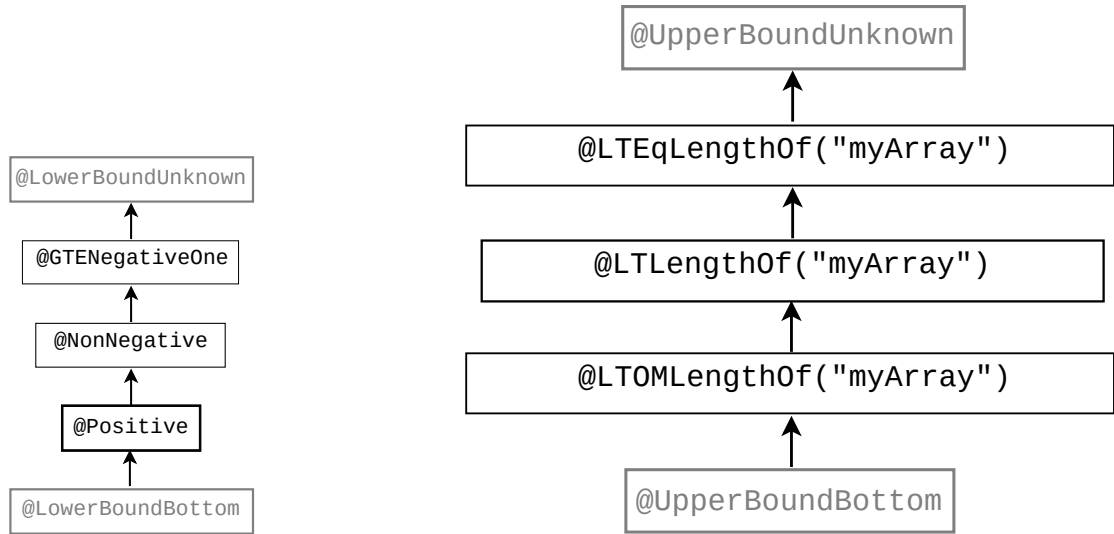 @LowerBoundUnknown
@GTENegativeOne
@NonNegative
@Positive
@LowerBoundBottom
@UpperBoundUnknown
@LTEqLengthOf("myArray")
@LTLengthOf("myArray")
@LTOMLengthOf("myArray")
@UpperBoundBottom